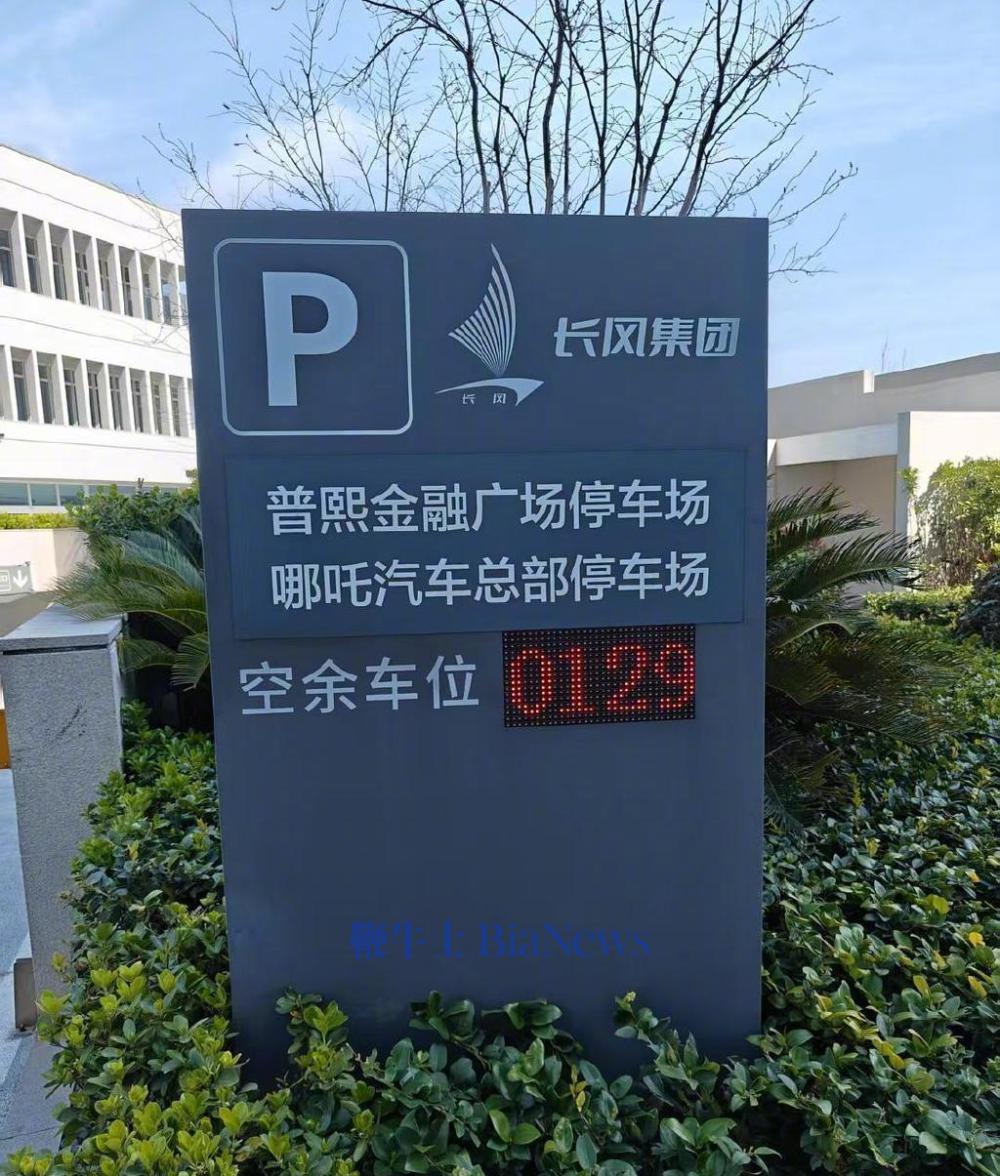 P
长风
长风集团
普熙金融广场停车场
哪吒汽车总部停车场
空余车位 0129
鞭牛士 BiaNews